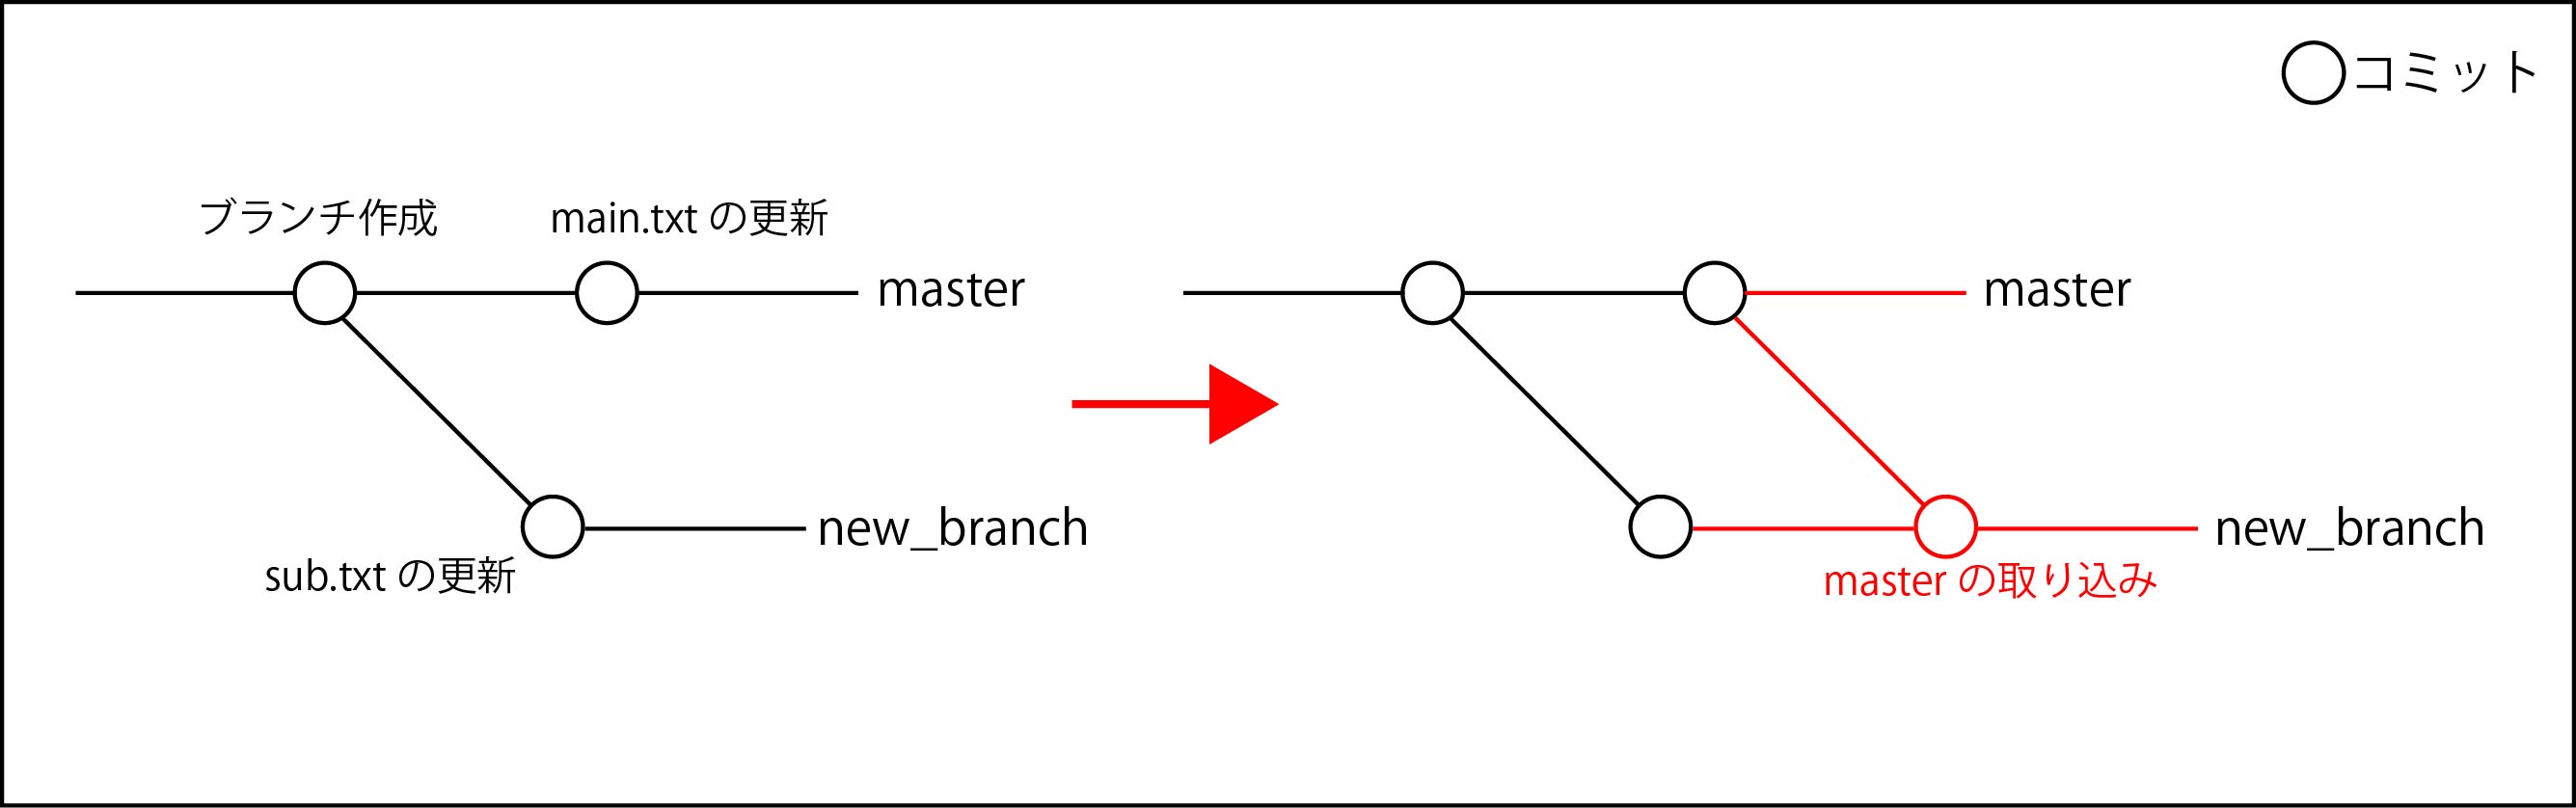 コミット
ブランチ作成
main.txt の更新
master
new_branch
sub.txt の更新
master
new_branch
master の取り込み